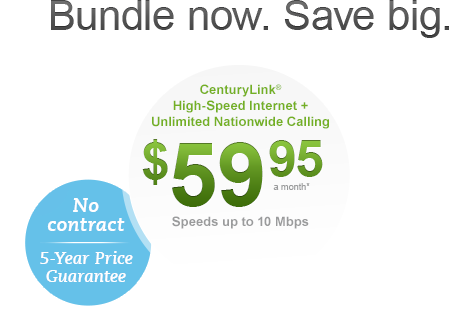 Bundle now. Save big.
CenturyLink®
High-Speed Internet +
Unlimited Nationwide Calling
$59 95
a month*
Speeds up to 10 Mbps
No
contract
5-Year Price
Guarantee